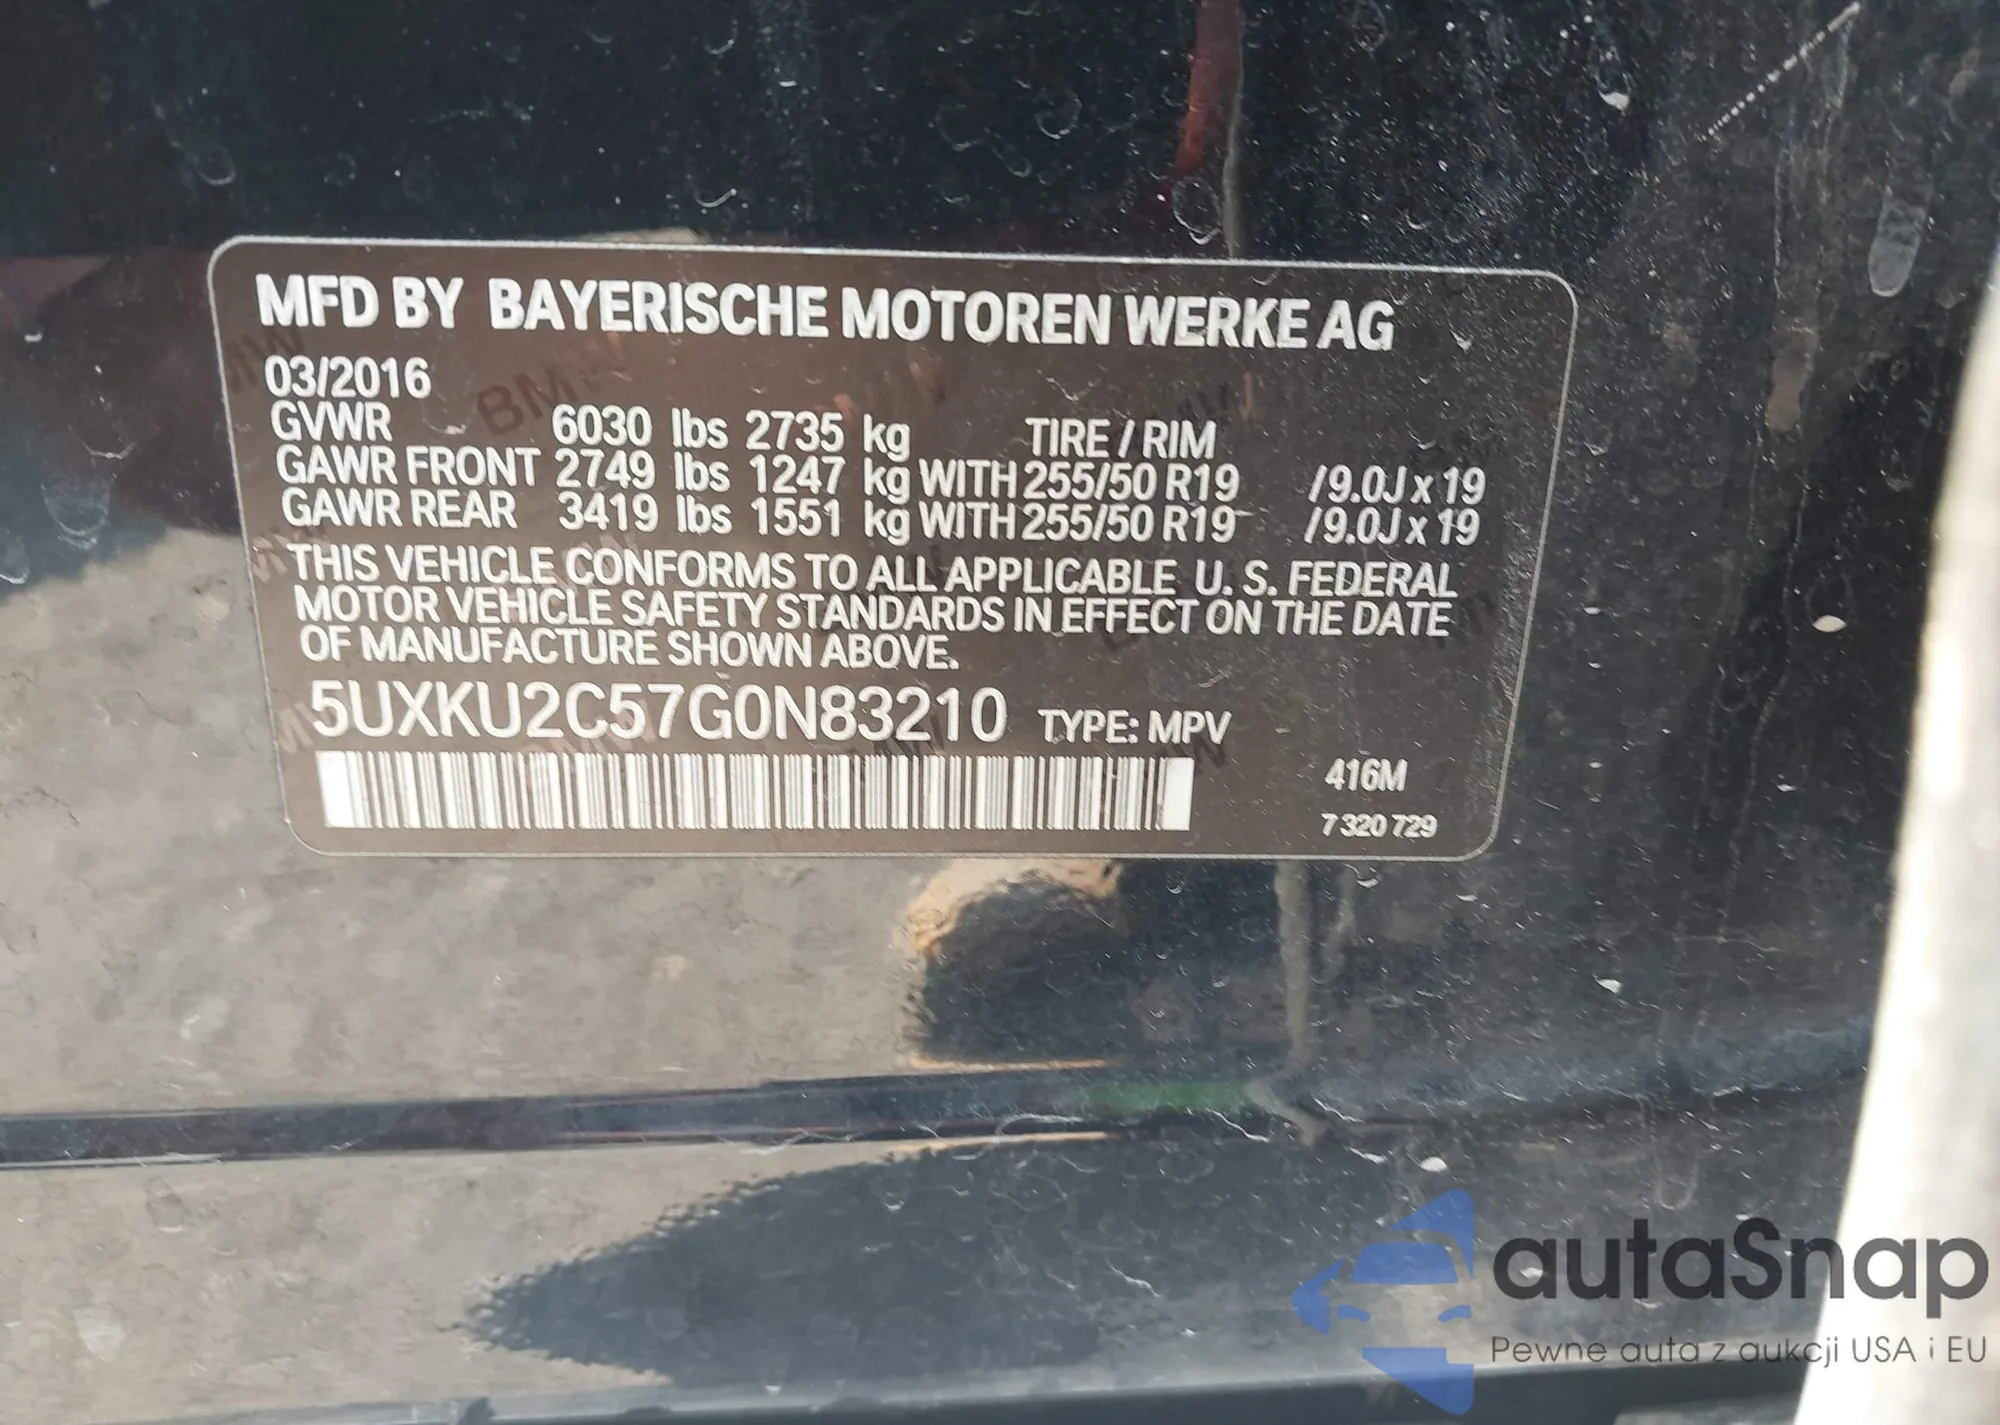 MFD BY BAYERISCHE MOTOREN WERKE AG
03/2016
GVWR 6030 lbs 2735 kg TIRE / RIM
GAWR FRONT 2749 lbs 1247 kg WITH 255/50 R19 /9.0J x 19
GAWR REAR 3419 lbs 1551 kg WITH 255/50 R19 /9.0J x 19
THIS VEHICLE CONFORMS TO ALL APPLICABLE U. S. FEDERAL
MOTOR VEHICLE SAFETY STANDARDS IN EFFECT ON THE DATE
OF MANUFACTURE SHOWN ABOVE.
5UXKU2C57G0N83210 TYPE: MPV
416M
7 320 729
autaSnap
Pewne auta z aukcji USA i EU